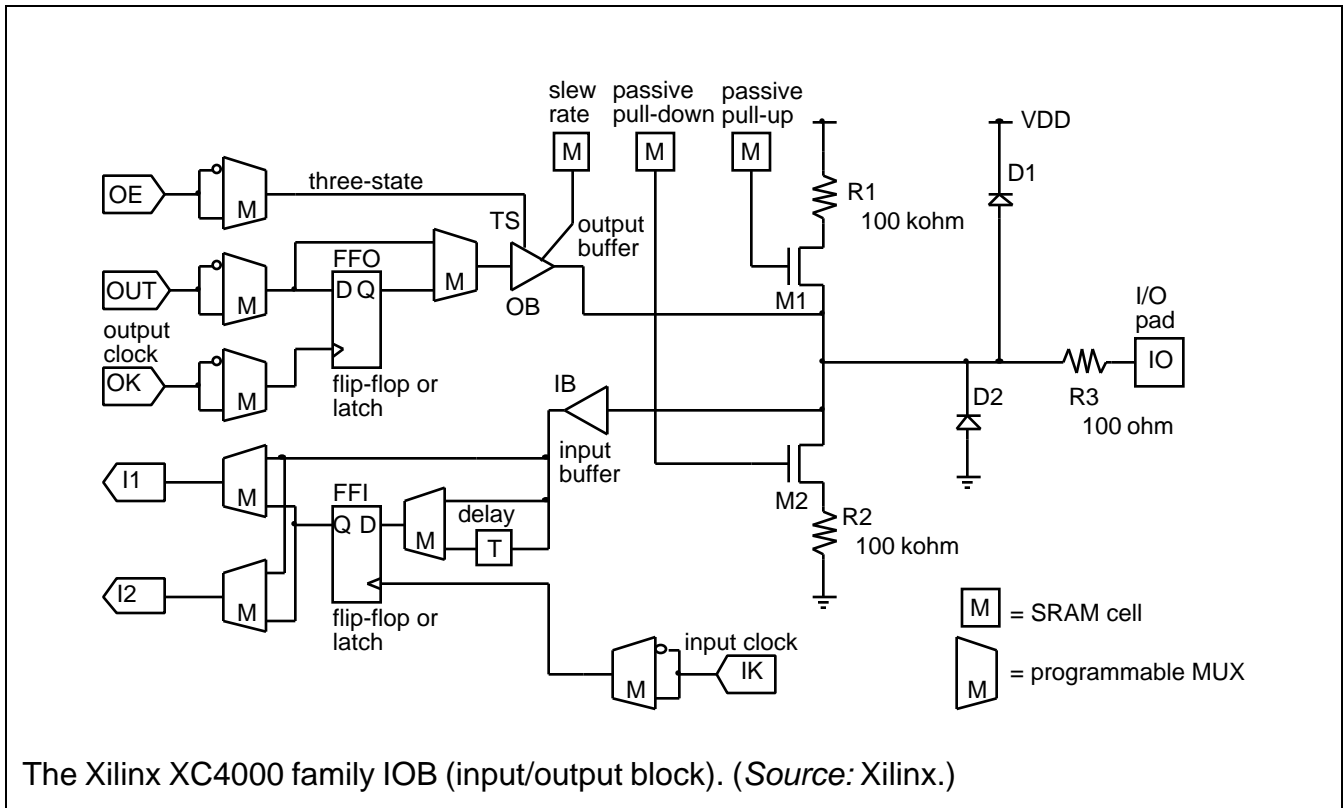 slew
rate
passive
pull-down
passive
pull-up
M
M
M
VDD
D1
R1
100 kohm
OE
M
three-state
TS
output
buffer
OUT
M
FFO
D Q
M
OB
M1
I/O
pad
IO
output
clock
OK
M
flip-flop or
latch
IB
input
buffer
D2
R3
100 ohm
I1
M
FFI
Q D
M
delay
T
M2
R2
100 kohm
I2
M
flip-flop or
latch
input clock
IK
M
M = SRAM cell
M = programmable MUX
The Xilinx XC4000 family IOB (input/output block). (Source: Xilinx.)